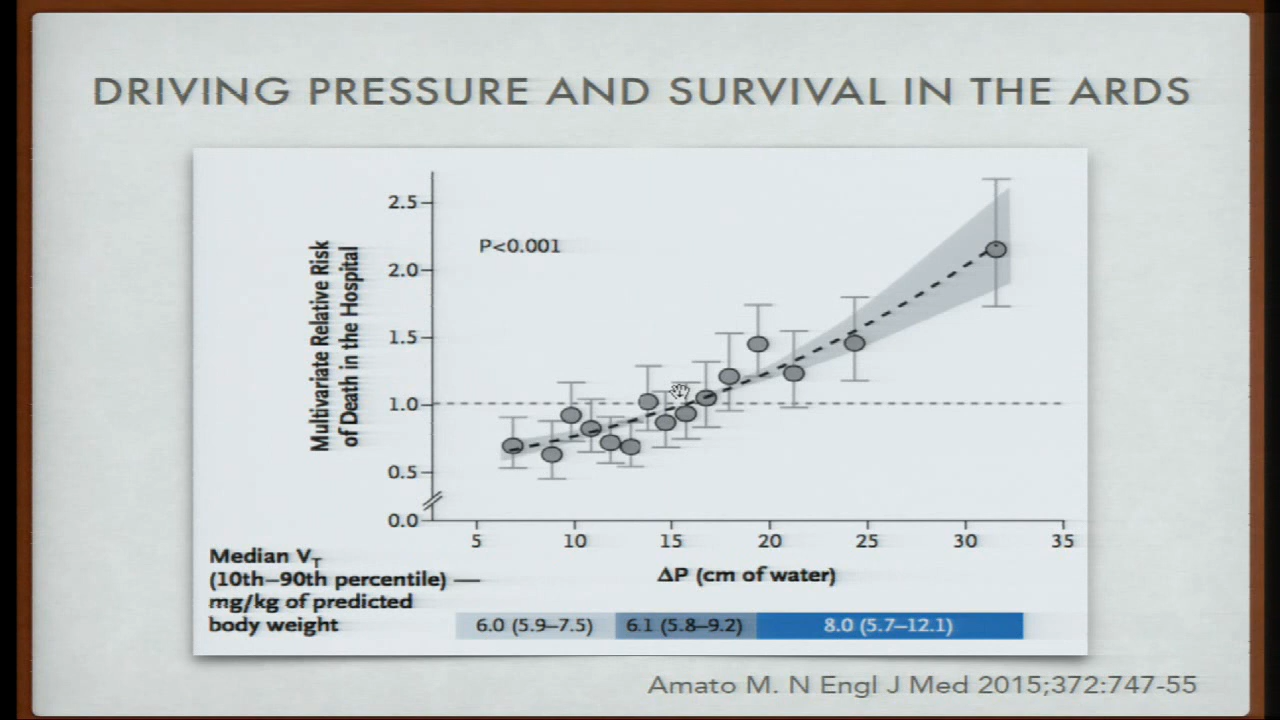 DRIVING PRESSURE AND SURVIVAL IN THE ARDS
Multivariate Relative Risk
of Death in the Hospital
2.5
2.0
1.5
1.0
0.5
0.0
P<0.001
5 10 15 20 25 30 35
ΔP (cm of water)
Median VT
(10th–90th percentile)
mg/kg of predicted
body weight
6.0 (5.9–7.5) 6.1 (5.8–9.2) 8.0 (5.7–12.1)
Amato M. N Engl J Med 2015;372:747-55